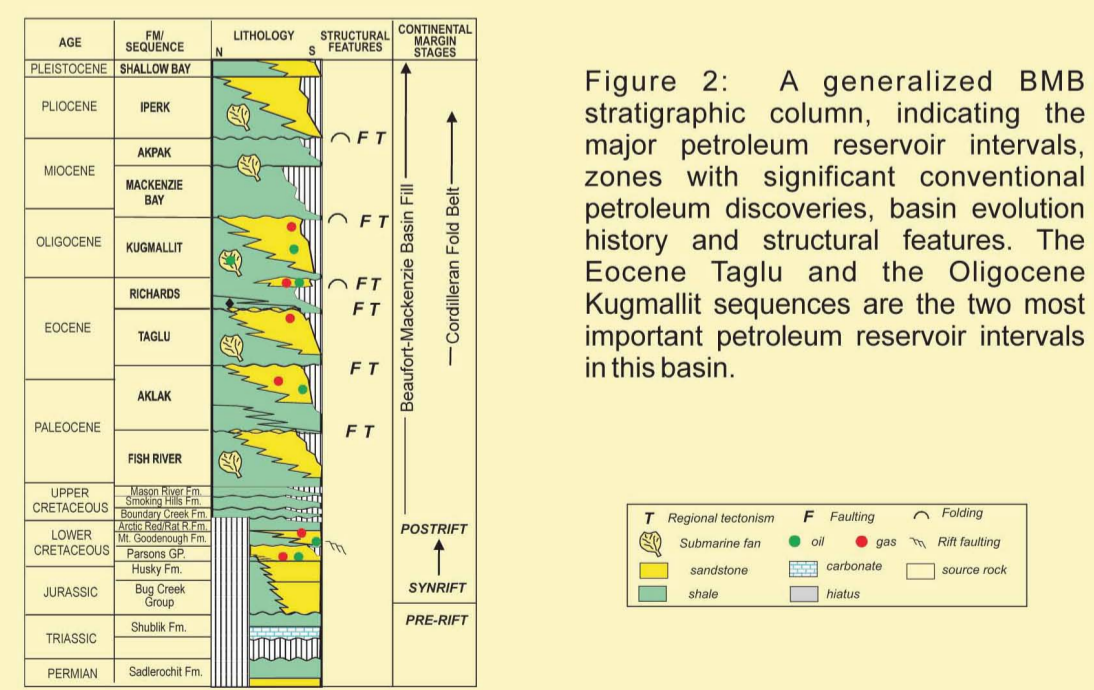 AGE
FM/
SEQUENCE
LITHOLOGY
N S
STRUCTURAL
FEATURES
CONTINENTAL
MARGIN
STAGES
PLEISTOCENE
SHALLOW BAY
PLIOCENE
IPERK
F T
MIOCENE
AKPAK
MACKENZIE
BAY
F T
OLIGOCENE
KUGMALLIT
F T
EOCENE
RICHARDS
F T
TAGLU
F T
AKLAK
PALEOCENE
F T
FISH RIVER
UPPER
CRETACEOUS
Mason River Fm.
Smoking Hills Fm.
Boundary Creek Fm.
LOWER
CRETACEOUS
Arctic Red/Rat R.Fm.
Mt. Goodenough Fm.
Parsons GP.
Husky Fm.
JURASSIC
Bug Creek
Group
TRIASSIC
Shublik Fm.
PERMIAN
Sadlerochit Fm.
Beaufort-Mackenzie Basin Fill
Cordilleran Fold Belt
POSTRIFT
SYNRIFT
PRE-RIFT
Figure 2: A generalized BMB
stratigraphic column, indicating the
major petroleum reservoir intervals,
zones with significant conventional
petroleum discoveries, basin evolution
history and structural features. The
Eocene Taglu and the Oligocene
Kugmallit sequences are the two most
important petroleum reservoir intervals
in this basin.
T Regional tectonism F Faulting Folding
Submarine fan oil gas Rift faulting
sandstone carbonate source rock
shale hiatus